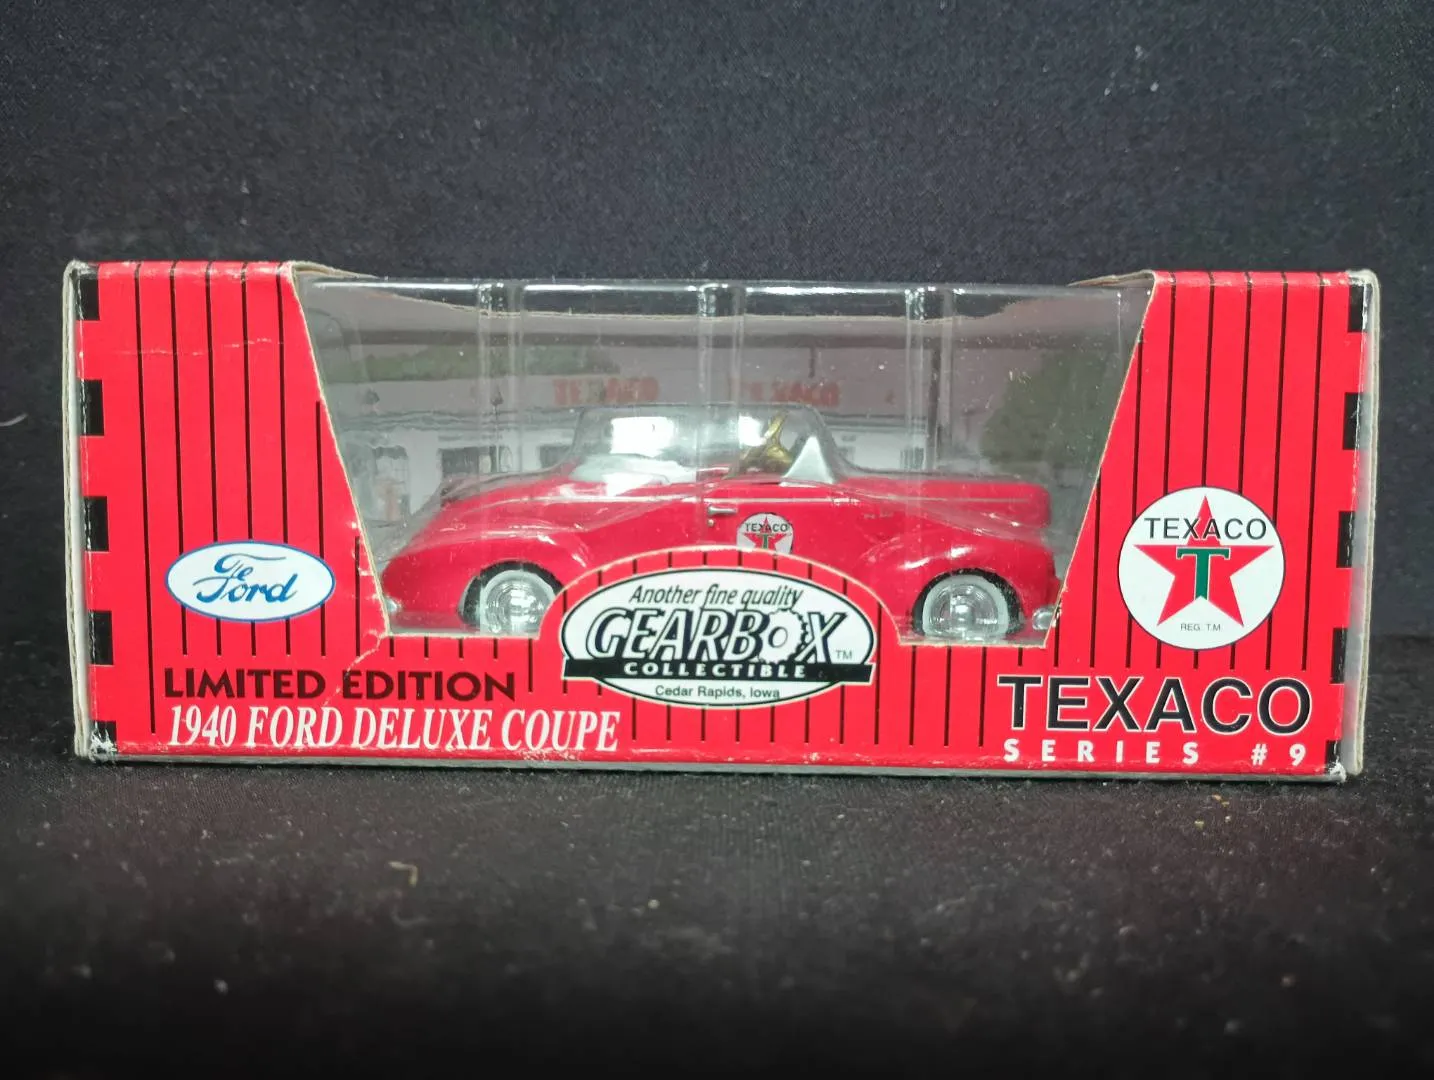 TEXACO
T
Ford
TEXACO
T
REG. T.M.
Another fine quality
GEARBOX TM
COLLECTIBLE
Cedar Rapids, Iowa
LIMITED EDITION
1940 FORD DELUXE COUPE
TEXACO
SERIES #9